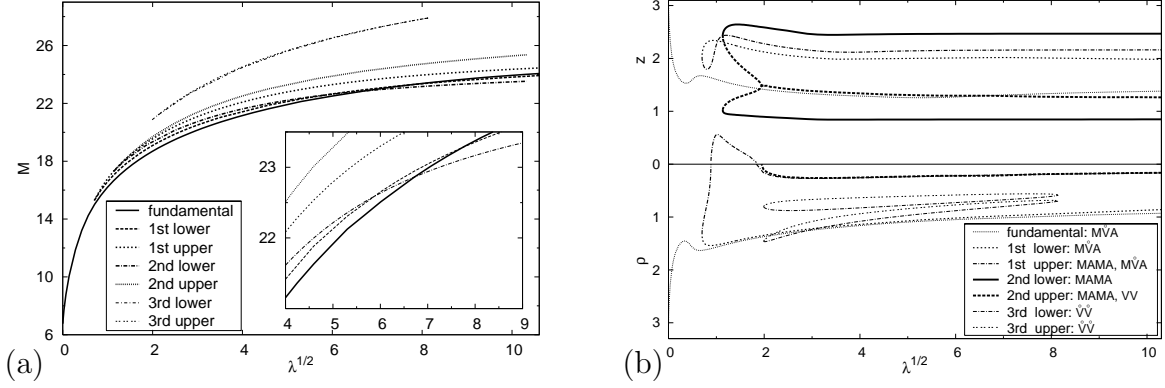 (a)
M
26
22
18
14
10
6
0
2
4
6
8
10
λ^{1/2}
fundamental
1st lower
1st upper
2nd lower
2nd upper
3rd lower
3rd upper
23
22
4
5
6
7
8
9
(b)
z
ρ
3
2
1
0
1
2
3
0
2
4
6
8
10
λ^{1/2}
fundamental: MV̊A
1st lower: MV̊A
1st upper: MAMA, MV̊A
2nd lower: MAMA
2nd upper: MAMA, VV
3rd lower: V̊V̊
3rd upper: V̊V̊